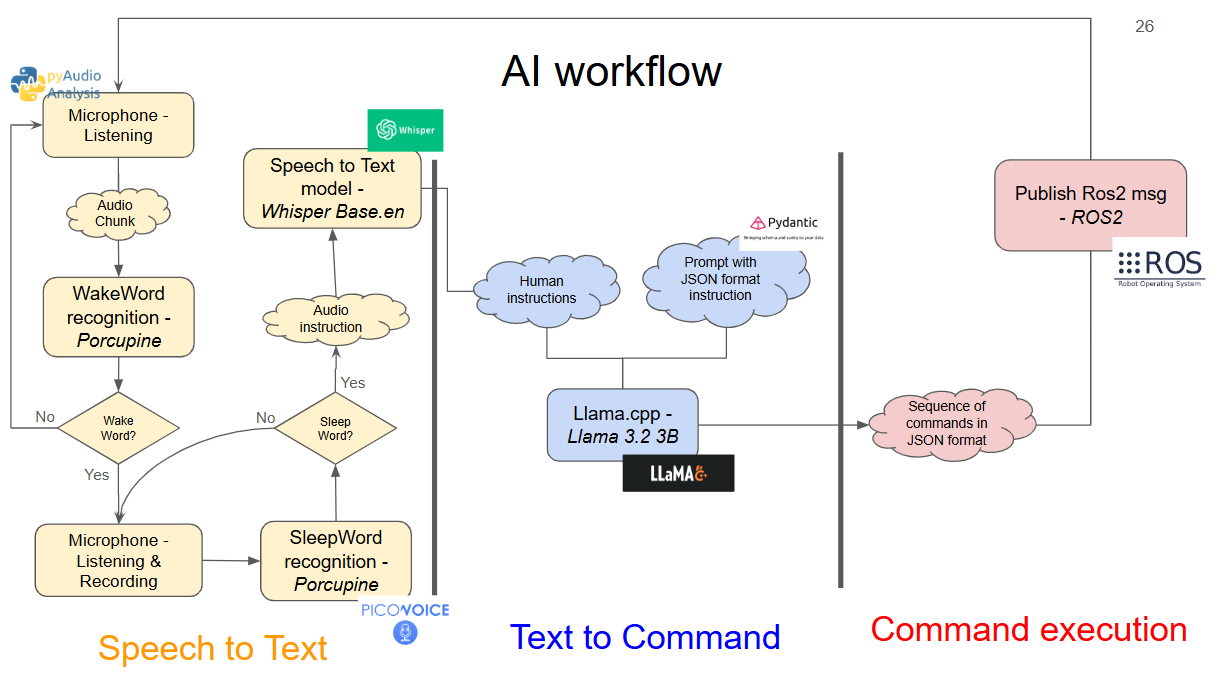 26
AI workflow
pyAudio
Analysis
Microphone -
Listening
Audio
Chunk
WakeWord
recognition -
Porcupine
Wake
Word?
No
Yes
Microphone -
Listening &
Recording
SleepWord
recognition -
Porcupine
PICOVOICE
Sleep
Word?
No
Yes
Audio
instruction
Whisper
Speech to Text
model -
Whisper Base.en
Speech to Text
Human
instructions
Pydantic
Bringing schema and sanity to your data
Prompt with
JSON format
instruction
Llama.cpp -
Llama 3.2 3B
LLaMA C++
Text to Command
Sequence of
commands in
JSON format
Publish Ros2 msg
- ROS2
ROS
Robot Operating System
Command execution